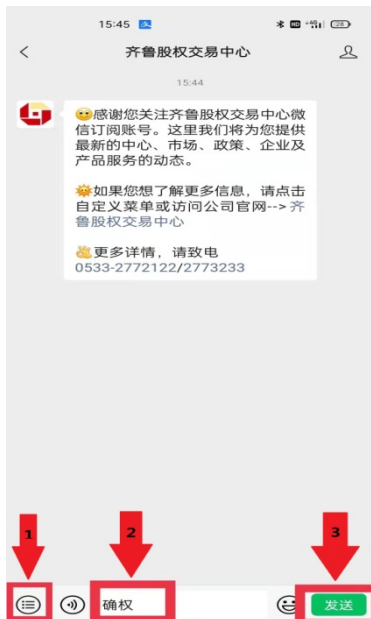 15:45
HD 4G 28
齐鲁股权交易中心
15:44
感谢您关注齐鲁股权交易中心微
信订阅账号。这里我们将为您提供
最新的中心、市场、政策、企业及
产品服务的动态。
如果您想了解更多信息，请点击
自定义菜单或访问公司官网-->齐
鲁股权交易中心
更多详情，请致电
0533-2772122/2773233
1
2
3
确权
发送